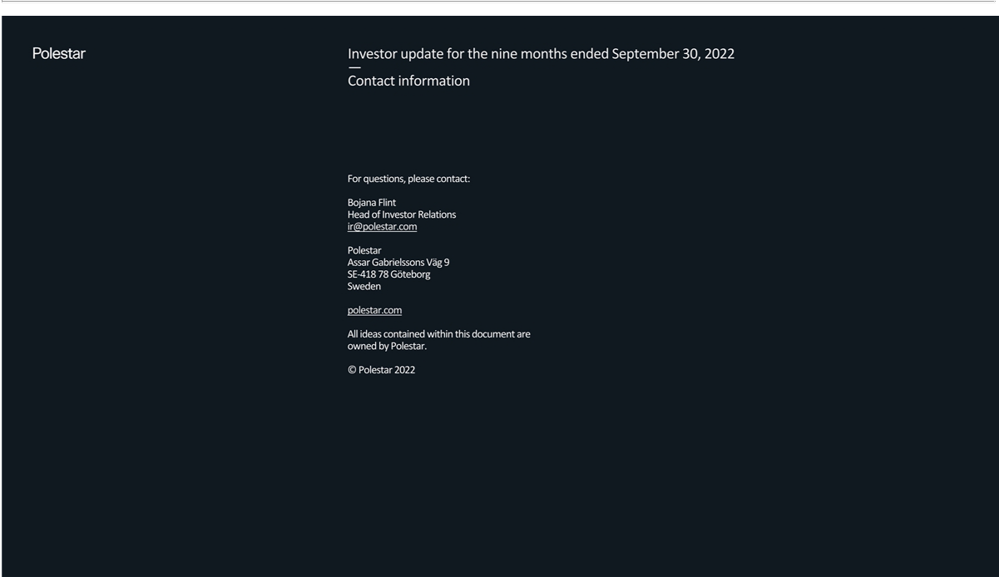 Polestar
Investor update for the nine months ended September 30, 2022
—
Contact information
For questions, please contact:
Bojana Flint
Head of Investor Relations
ir@polestar.com
Polestar
Assar Gabrielssons Väg 9
SE-418 78 Göteborg
Sweden
polestar.com
All ideas contained within this document are
owned by Polestar.
© Polestar 2022